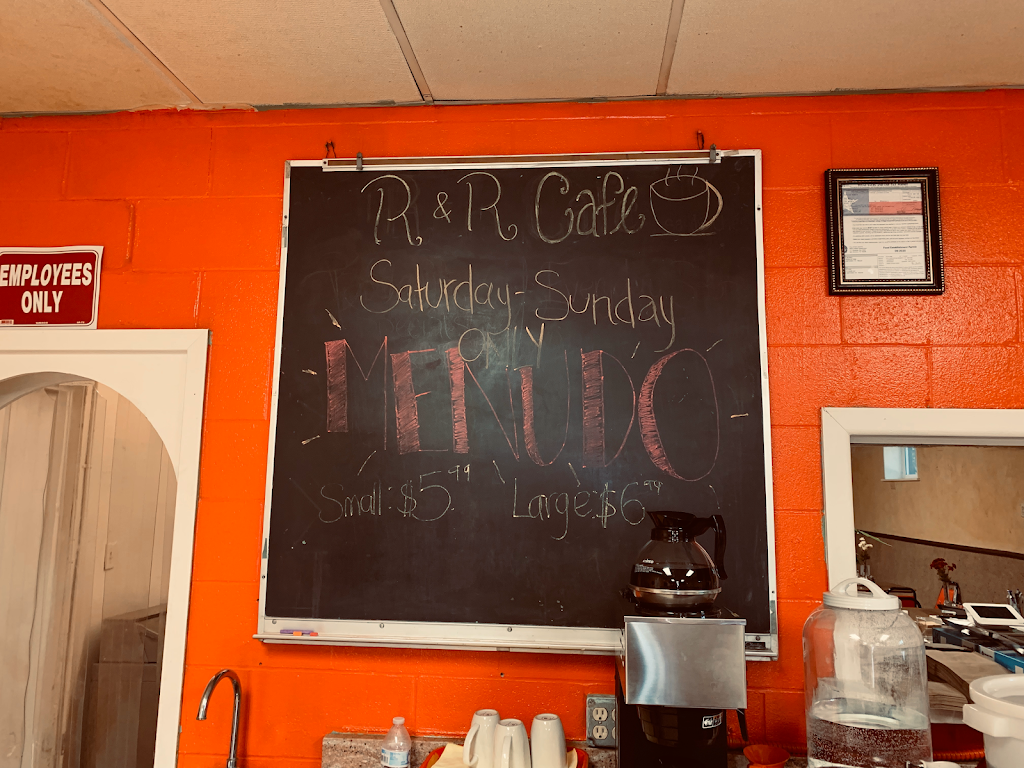 R & R Cafe
Saturday-Sunday
Only
MENUDO
Small: $5.99
Large: $6.99
EMPLOYEES
ONLY